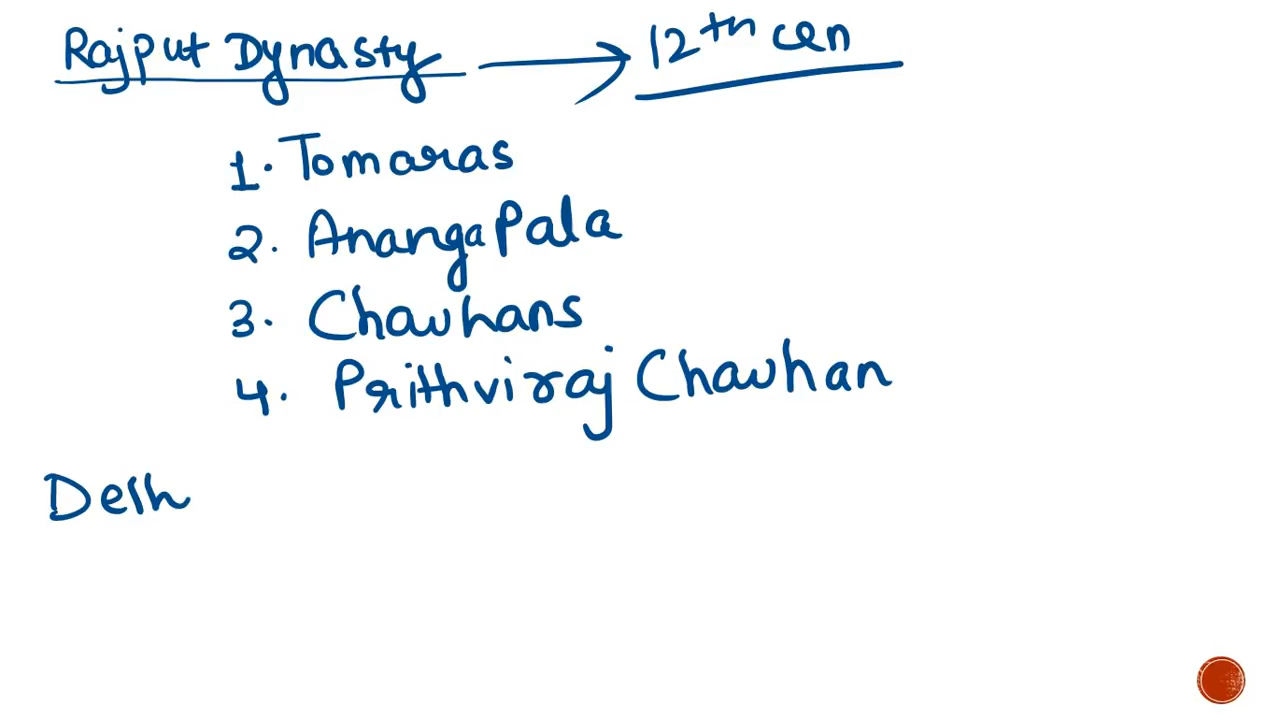 Rajput Dynasty → 12th cen
1. Tomaras
2. AnangaPala
3. Chauhans
4. Prithviraj Chauhan
Delh